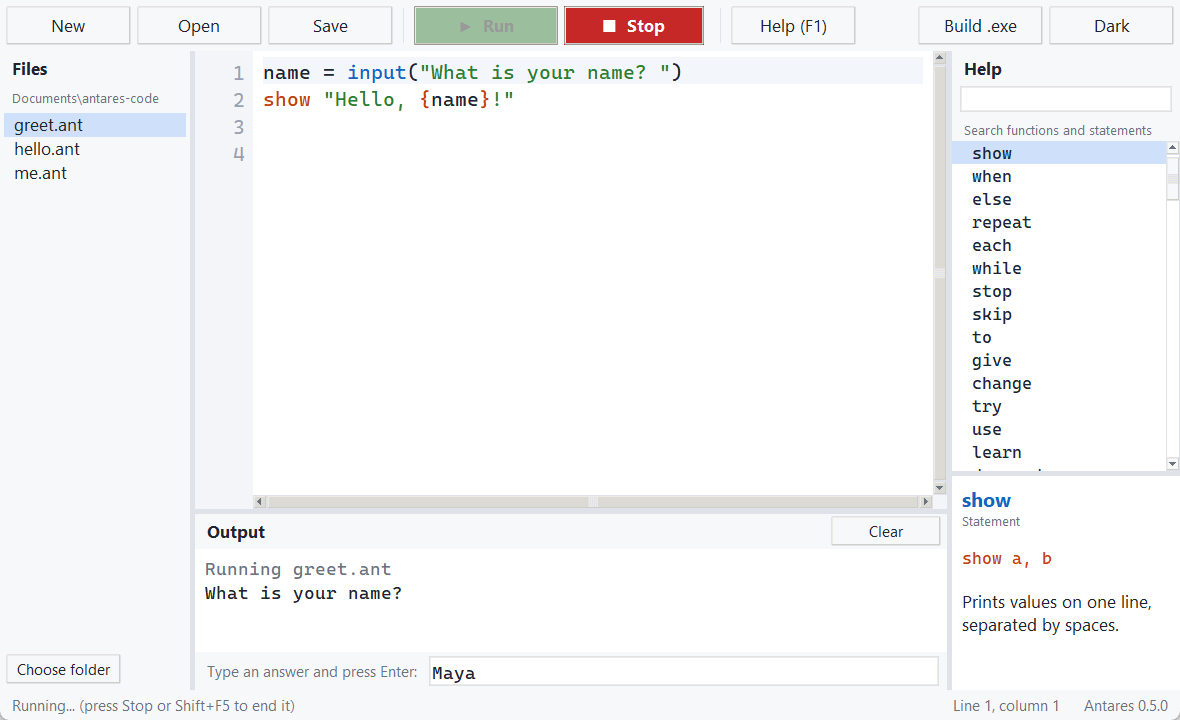 New Open Save ► Run ■ Stop Help (F1) Build .exe Dark
Files
Documents\antares-code
greet.ant
hello.ant
me.ant
Choose folder
1 name = input("What is your name? ")
2 show "Hello, {name}!"
3
4
Output
Clear
Running greet.ant
What is your name?
Type an answer and press Enter: Maya
Help
Search functions and statements
show
when
else
repeat
each
while
stop
skip
to
give
change
try
use
learn
show
Statement
show a, b
Prints values on one line,
separated by spaces.
Running... (press Stop or Shift+F5 to end it)
Line 1, column 1 Antares 0.5.0